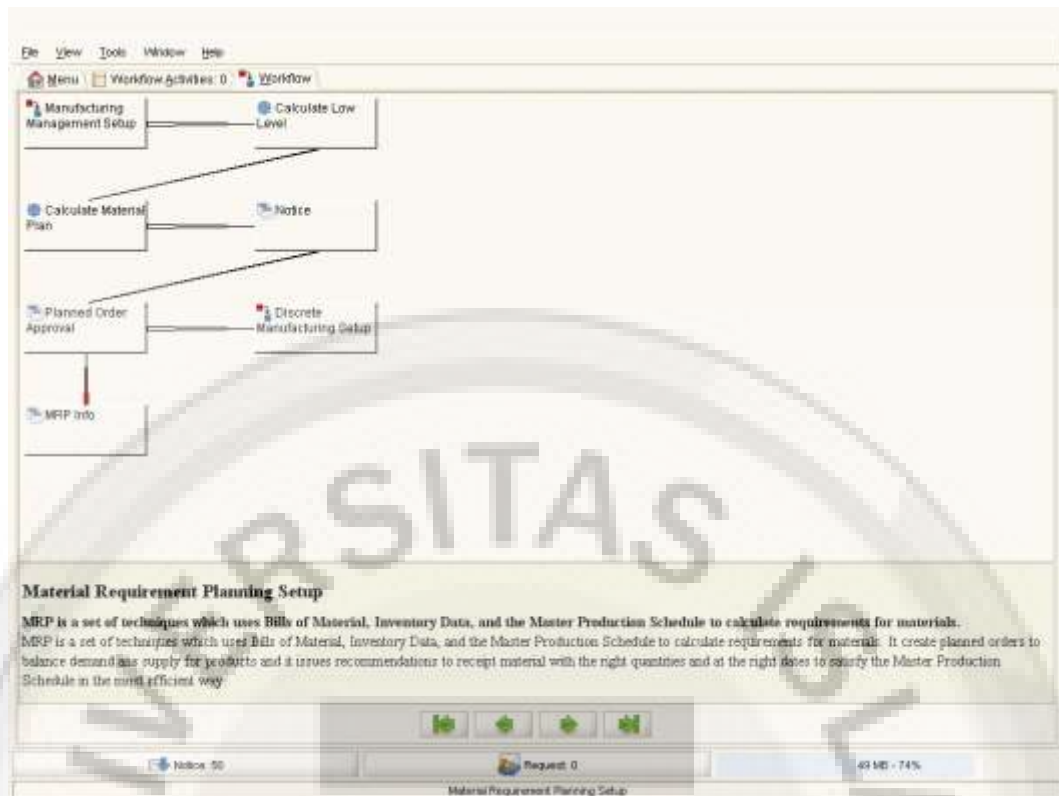 File View Tools Window Help
Menu Workflow Activities: 0 Workflow
Manufacturing
Management Setup
Calculate Low
Level
Calculate Material
Plan
Notice
Planned Order
Approval
Discrete
Manufacturing Setup
MRP Info
Material Requirement Planning Setup
MRP is a set of techniques which uses Bills of Material, Inventory Data, and the Master Production Schedule to calculate requirements for materials.
MRP is a set of techniques which uses Bills of Material, Inventory Data, and the Master Production Schedule to calculate requirements for materials. It create planned orders to
balance demand ans supply for products and it issues recommendations to receipt material with the right quantities and at the right dates to satisfy the Master Production
Schedule in the most efficient way
Notice: 50 Request: 0 49 MB - 74%
Material Requirement Planning Setup
VERSITAS ISL